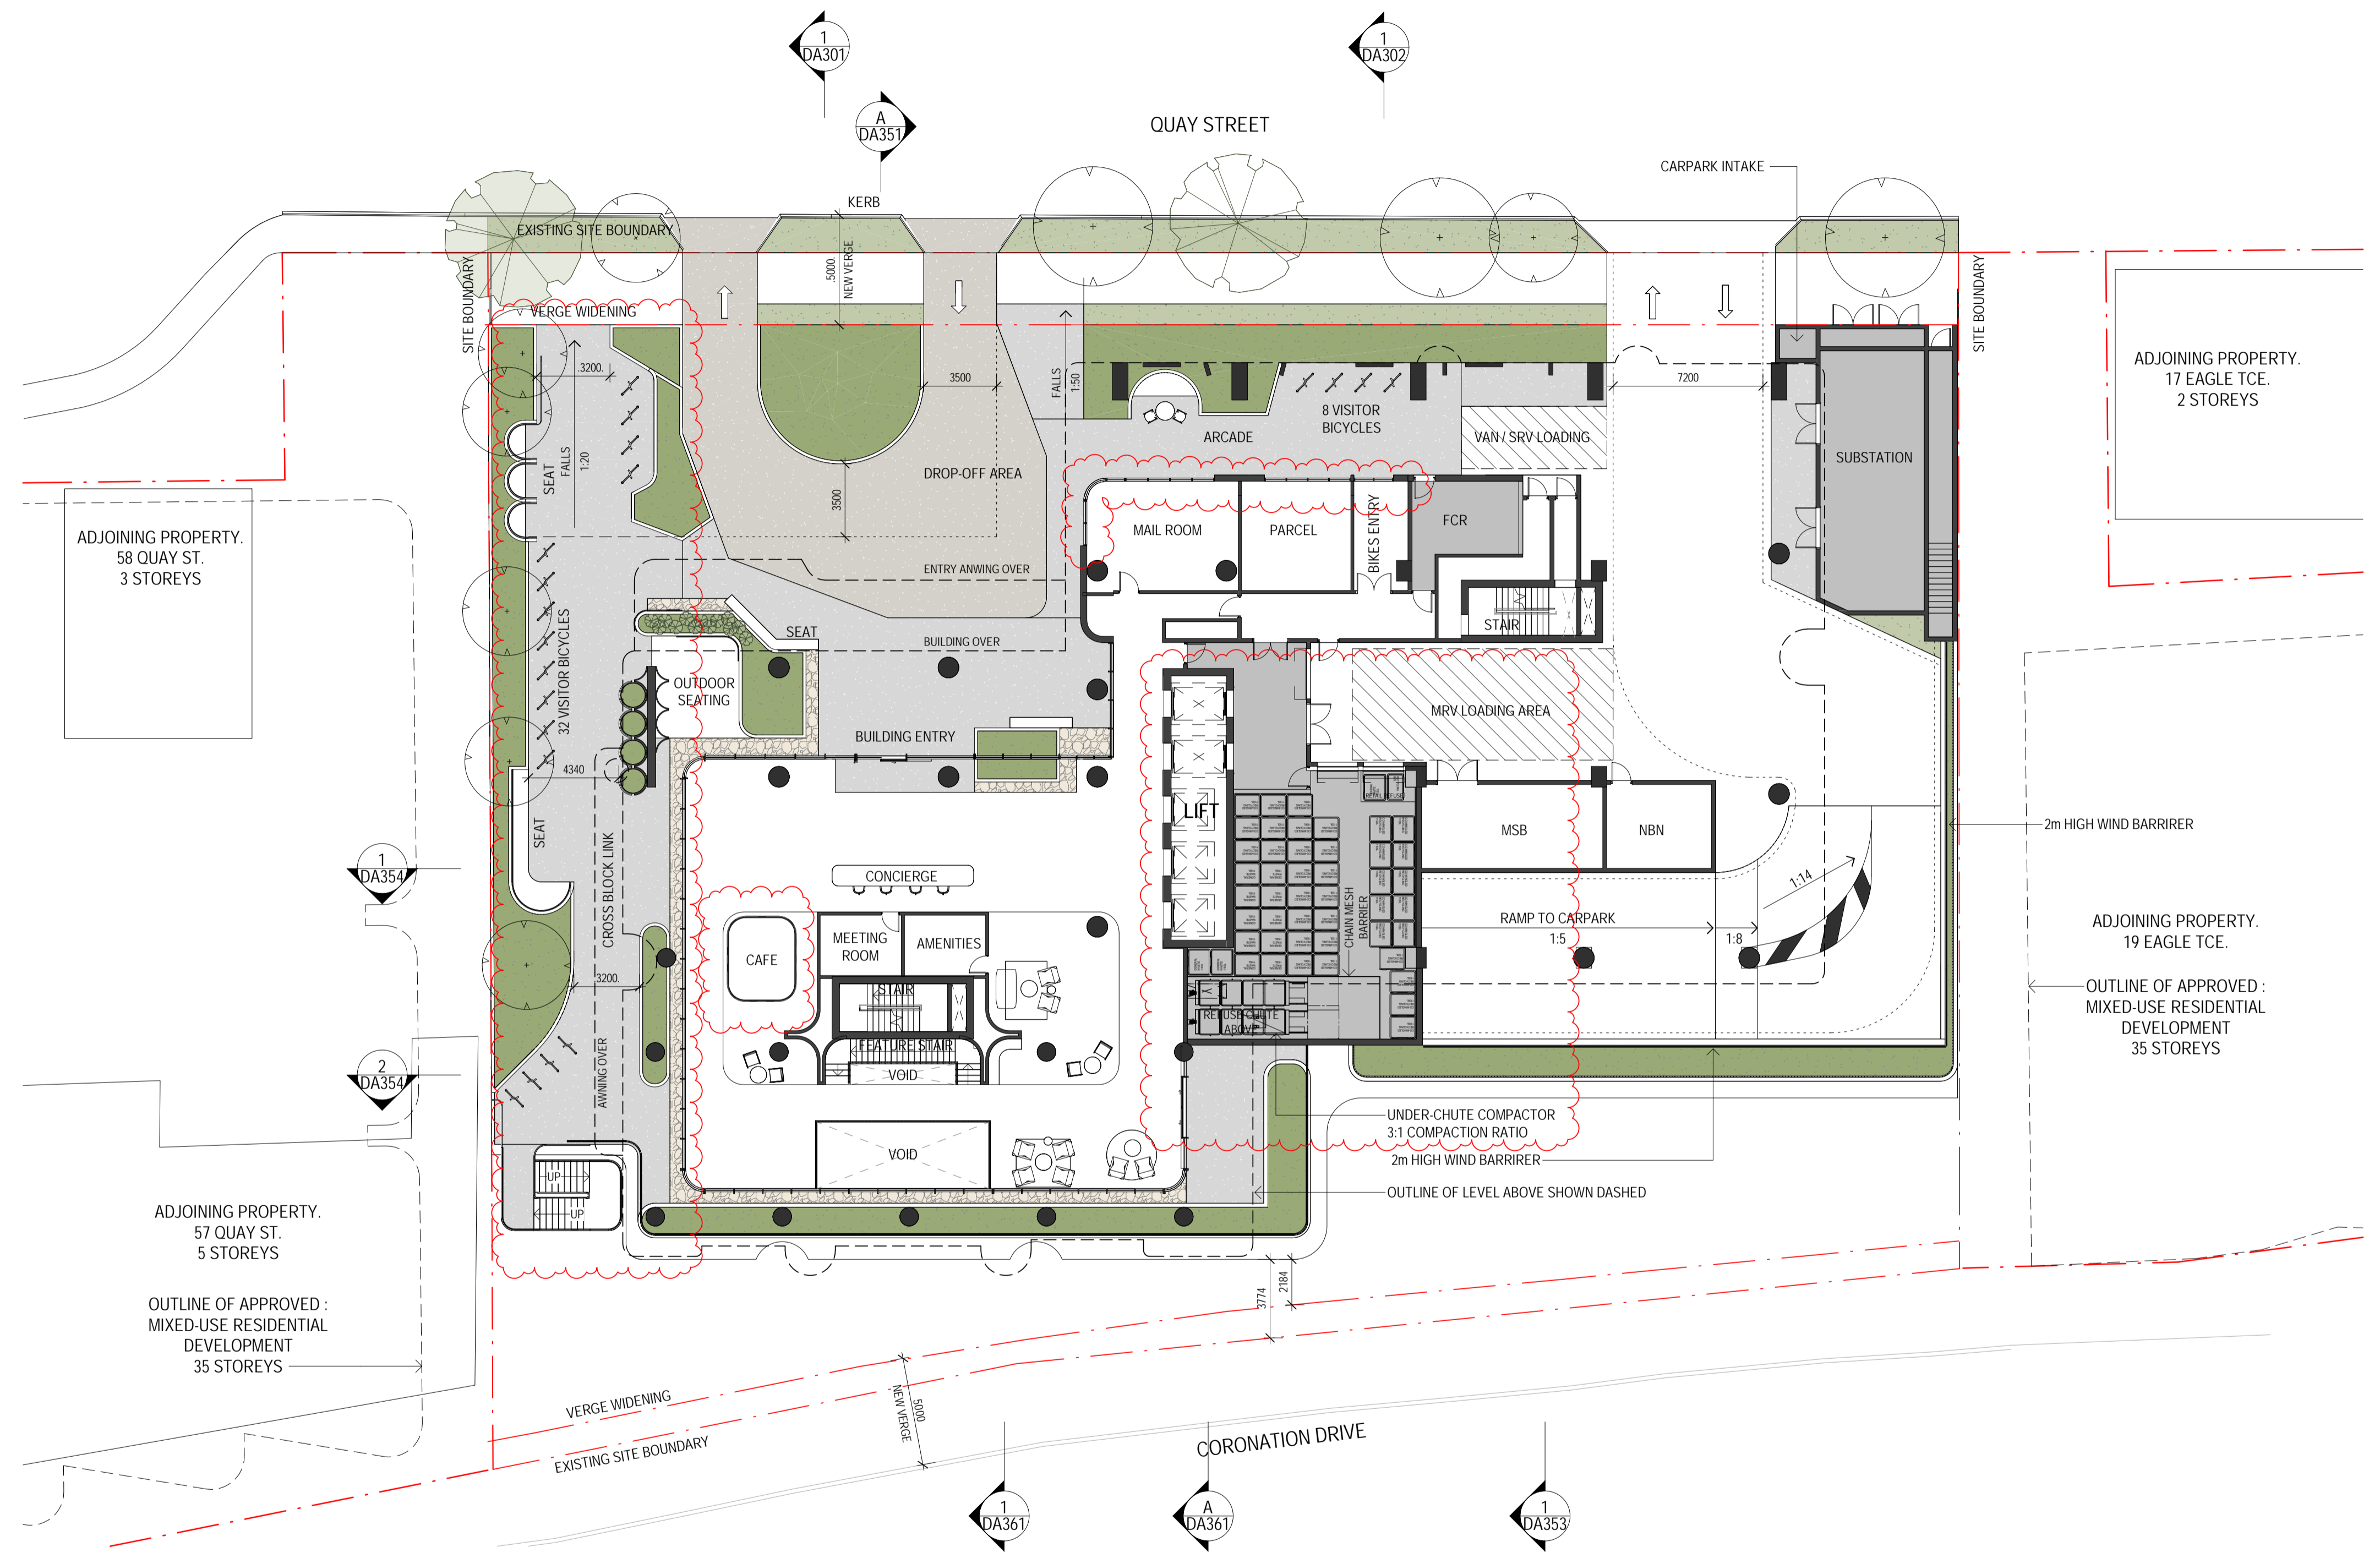 1
DA301
1
DA302
A
DA351
QUAY STREET
CARPARK INTAKE
KERB
EXISTING SITE BOUNDARY
.5000.
NEW VERGE
SITE BOUNDARY
SITE BOUNDARY
VERGE WIDENING
.3200.
3500
FALLS
1:50
7200
ADJOINING PROPERTY.
17 EAGLE TCE.
2 STOREYS
8 VISITOR
BICYCLES
ARCADE
VAN / SRV LOADING
SEAT
FALLS
1:20
DROP-OFF AREA
SUBSTATION
3500
MAIL ROOM
PARCEL
BIKES ENTRY
FCR
ADJOINING PROPERTY.
58 QUAY ST.
3 STOREYS
ENTRY ANWING OVER
32 VISITOR BICYCLES
SEAT
BUILDING OVER
STAIR
OUTDOOR
SEATING
MRV LOADING AREA
BUILDING ENTRY
4340
RETAIL REFUSE
LIFT
SEAT
CROSS BLOCK LINK
MSB
NBN
2m HIGH WIND BARRIRER
1
DA354
CONCIERGE
1:14
CHAIN MESH
BARRIER
RAMP TO CARPARK
1:5
1:8
MEETING
ROOM
AMENITIES
CAFE
ADJOINING PROPERTY.
19 EAGLE TCE.
OUTLINE OF APPROVED :
MIXED-USE RESIDENTIAL
DEVELOPMENT
35 STOREYS
3200.
STAIR
REFUSE CHUTE
ABOVE
FEATURE STAIR
VOID
AWNING OVER
2
DA354
UNDER-CHUTE COMPACTOR
3:1 COMPACTION RATIO
VOID
2m HIGH WIND BARRIRER
UP
OUTLINE OF LEVEL ABOVE SHOWN DASHED
UP
ADJOINING PROPERTY.
57 QUAY ST.
5 STOREYS
OUTLINE OF APPROVED :
MIXED-USE RESIDENTIAL
DEVELOPMENT
35 STOREYS
3774
2184
VERGE WIDENING
5000
NEW VERGE
EXISTING SITE BOUNDARY
CORONATION DRIVE
1
DA361
A
DA361
1
DA353